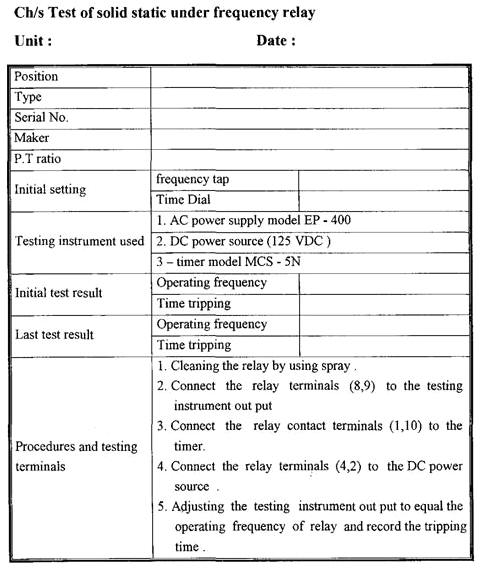 Ch/s Test of solid static under frequency relay
Unit : Date :
Position
Type
Serial No.
Maker
P.T ratio
Initial setting
frequency tap
Time Dial
Testing instrument used
1. AC power supply model EP - 400
2. DC power source (125 VDC )
3 – timer model MCS - 5N
Initial test result
Operating frequency
Time tripping
Last test result
Operating frequency
Time tripping
Procedures and testing
terminals
1. Cleaning the relay by using spray .
2. Connect the relay terminals (8,9) to the testing
instrument out put
3. Connect the relay contact terminals (1,10) to the
timer.
4. Connect the relay terminals (4,2) to the DC power
source .
5. Adjusting the testing instrument out put to equal the
operating frequency of relay and record the tripping
time .